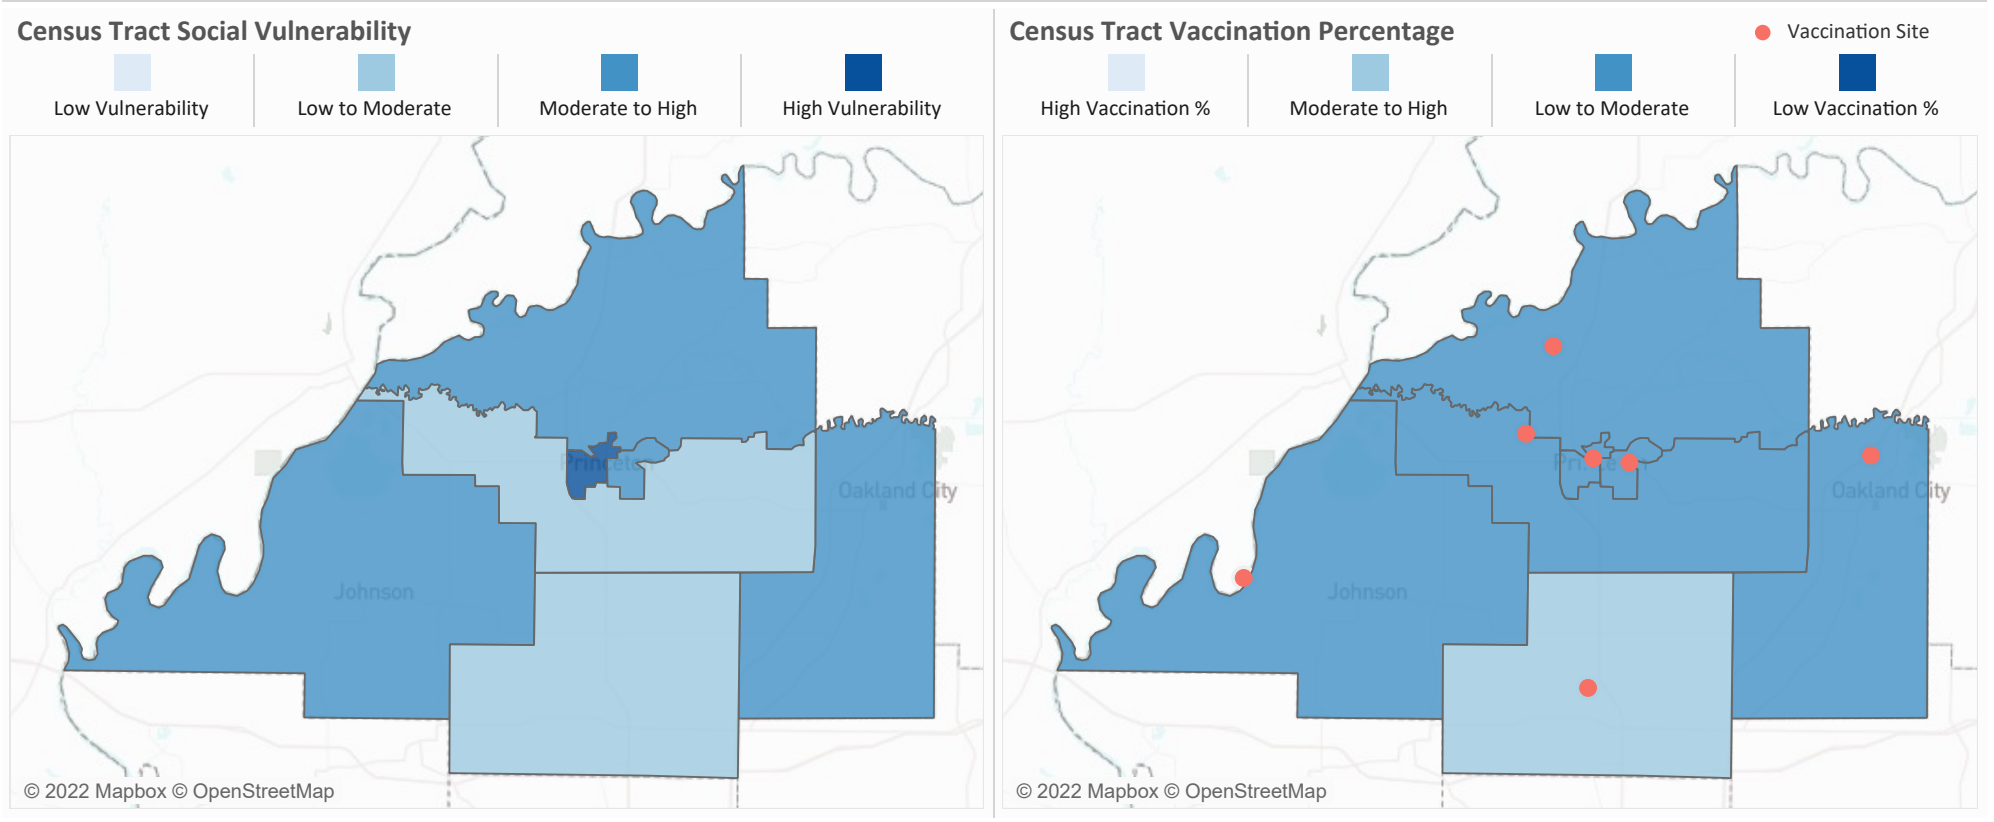 Census Tract Social Vulnerability
Low Vulnerability
Low to Moderate
Moderate to High
High Vulnerability
Princeton
Oakland City
Johnson
© 2022 Mapbox © OpenStreetMap
Census Tract Vaccination Percentage
Vaccination Site
High Vaccination %
Moderate to High
Low to Moderate
Low Vaccination %
Princeton
Oakland City
Johnson
© 2022 Mapbox © OpenStreetMap